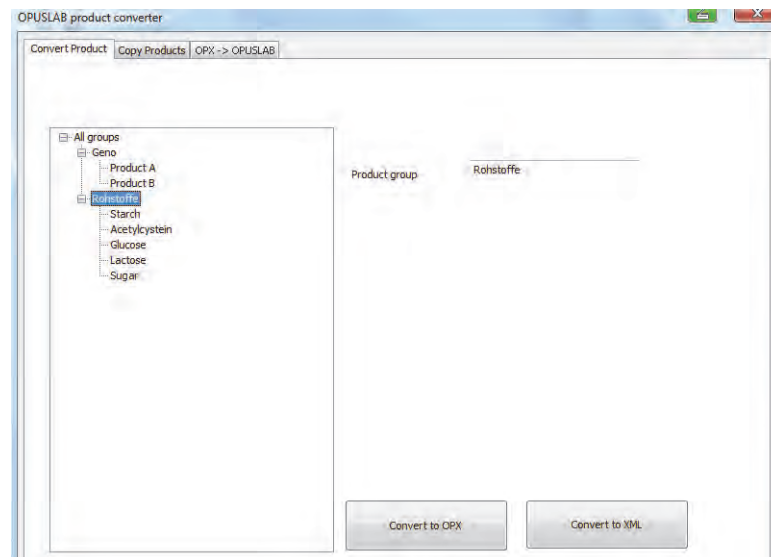 OPUSLAB product converter
Convert Product Copy Products OPX -> OPUSLAB
All groups
Geno
Product A
Product B
Rohstoffe
Starch
Acetylcystein
Glucose
Lactose
Sugar
Product group Rohstoffe
Convert to OPX Convert to XML